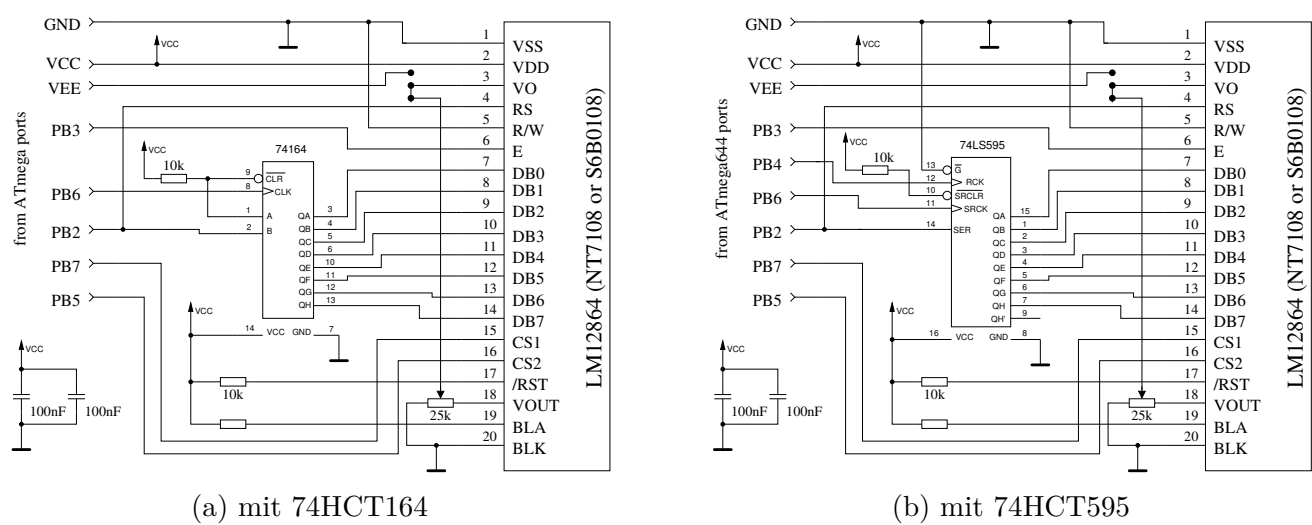 GND
VCC
VEE
PB3
PB6
PB2
PB7
PB5
from ATmega ports
VCC
VCC
10k
74164
9 CLR
8 CLK
1 A
2 B
QA 3
QB 4
QC 5
QD 6
QE 10
QF 11
QG 12
QH 13
14 VCC GND 7
VCC
10k
25k
VCC
100nF 100nF
1 VSS
2 VDD
3 VO
4 RS
5 R/W
6 E
7 DB0
8 DB1
9 DB2
10 DB3
11 DB4
12 DB5
13 DB6
14 DB7
15 CS1
16 CS2
17 /RST
18 VOUT
19 BLA
20 BLK
LM12864 (NT7108 or S6B0108)
(a) mit 74HCT164
GND
VCC
VEE
PB3
PB4
PB6
PB2
PB7
PB5
from ATmega644 ports
VCC
VCC
10k
74LS595
13 G
12 RCK
10 SRCLR
11 SRCK
14 SER
QA 15
QB 1
QC 2
QD 3
QE 4
QF 5
QG 6
QH 7
QH' 9
16 VCC GND 8
VCC
10k
25k
VCC
100nF 100nF
1 VSS
2 VDD
3 VO
4 RS
5 R/W
6 E
7 DB0
8 DB1
9 DB2
10 DB3
11 DB4
12 DB5
13 DB6
14 DB7
15 CS1
16 CS2
17 /RST
18 VOUT
19 BLA
20 BLK
LM12864 (NT7108 or S6B0108)
(b) mit 74HCT595